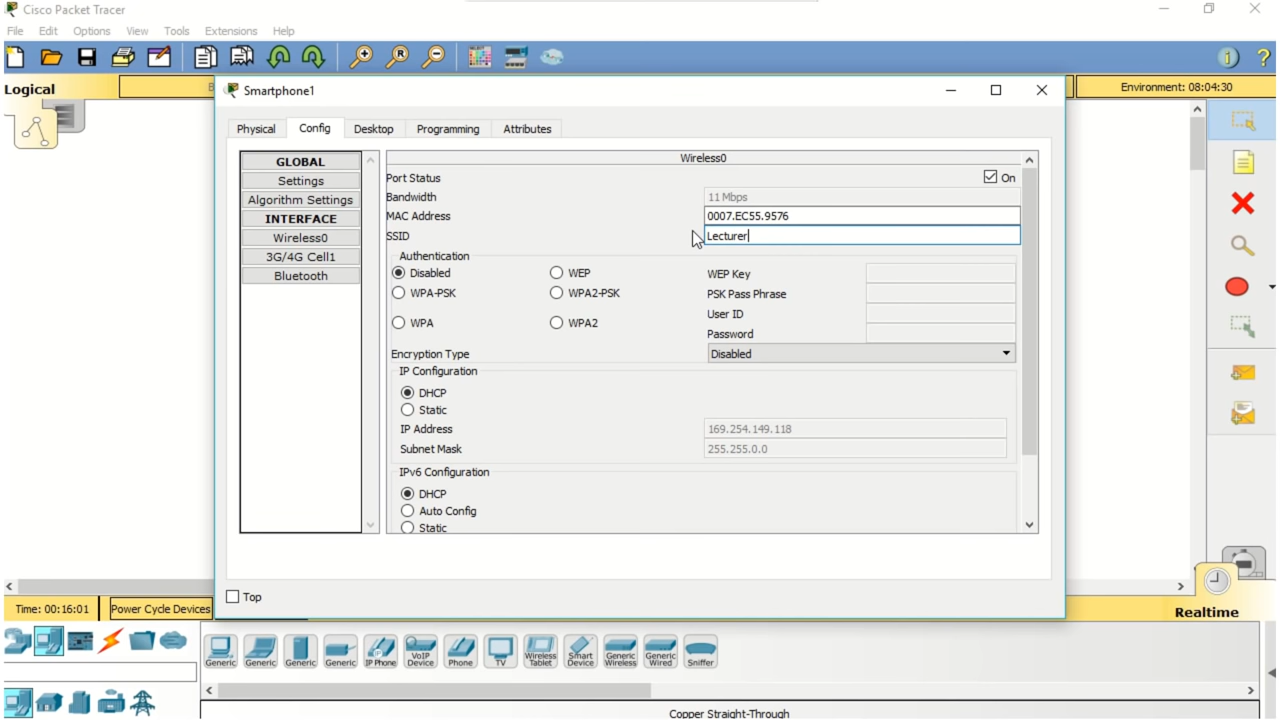 Cisco Packet Tracer
File Edit Options View Tools Extensions Help
Logical
Environment: 08:04:30
Smartphone1
Physical Config Desktop Programming Attributes
GLOBAL
Settings
Algorithm Settings
INTERFACE
Wireless0
3G/4G Cell1
Bluetooth
Wireless0
Port Status On
Bandwidth 11 Mbps
MAC Address 0007.EC55.9576
SSID Lecturer
Authentication
Disabled WEP WEP Key
WPA-PSK WPA2-PSK PSK Pass Phrase
User ID
WPA WPA2
Password
Encryption Type Disabled
IP Configuration
DHCP
Static
IP Address 169.254.149.118
Subnet Mask 255.255.0.0
IPv6 Configuration
DHCP
Auto Config
Static
Top
Time: 00:16:01 Power Cycle Devices
Realtime
Generic Generic Generic Generic IP Phone VoIP Device Phone TV Wireless Tablet Smart Device Generic Wireless Generic Wired Sniffer
Copper Straight-Through